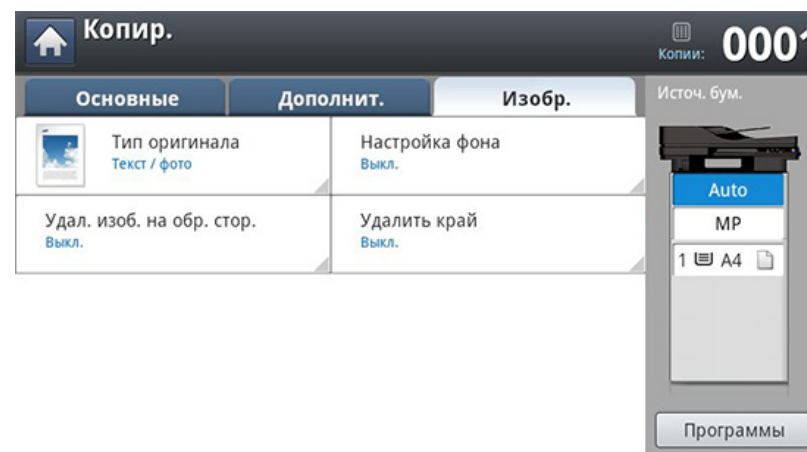 Копир.
Копии: 0001
Основные
Дополнит.
Изобр.
Источ. бум.
Тип оригинала
Текст / фото
Настройка фона
Выкл.
Удал. изоб. на обр. стор.
Выкл.
Удалить край
Выкл.
Auto
MP
1 A4
Программы